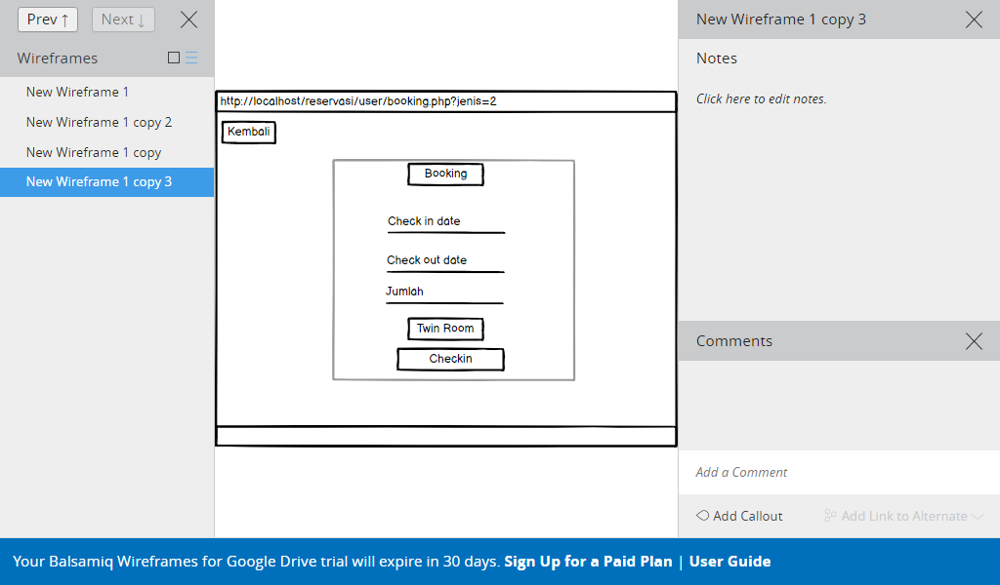 Prev ↑ Next ↓
Wireframes
New Wireframe 1
New Wireframe 1 copy 2
New Wireframe 1 copy
New Wireframe 1 copy 3
http://localhost/reservasi/user/booking.php?jenis=2
Kembali
Booking
Check in date
Check out date
Jumlah
Twin Room
Checkin
New Wireframe 1 copy 3
Notes
Click here to edit notes.
Comments
Add a Comment
Add Callout Add Link to Alternate
Your Balsamiq Wireframes for Google Drive trial will expire in 30 days. Sign Up for a Paid Plan | User Guide